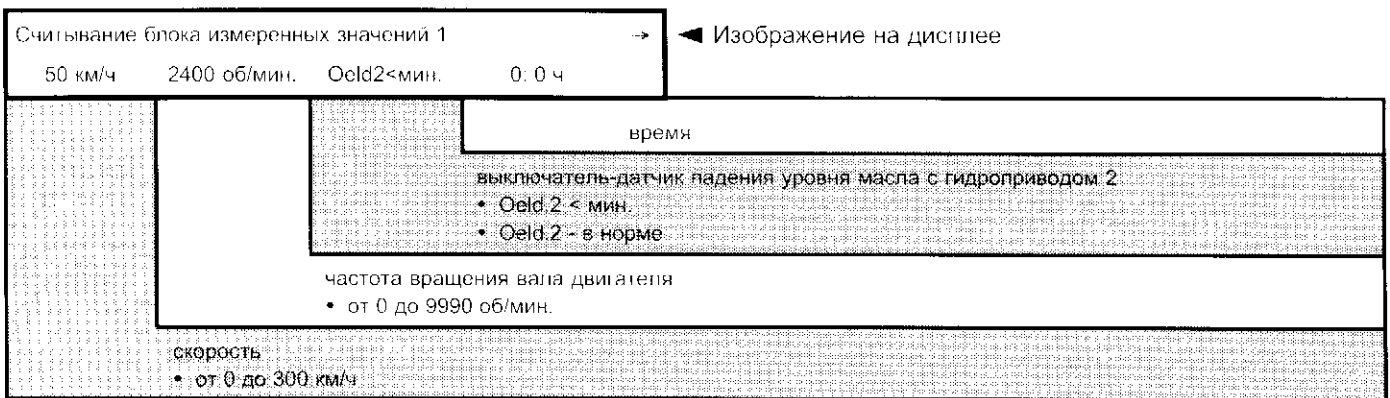 Считывание блока измеренных значений 1 →
◄ Изображение на дисплее
50 км/ч 2400 об/мин. Oeld2<мин. 0: 0 ч
время
выключатель-датчик падения уровня масла с гидроприводом 2
• Oeld.2 < мин.
• Oeld.2 - в норме
частота вращения вала двигателя
• от 0 до 9990 об/мин.
скорость
• от 0 до 300 км/ч